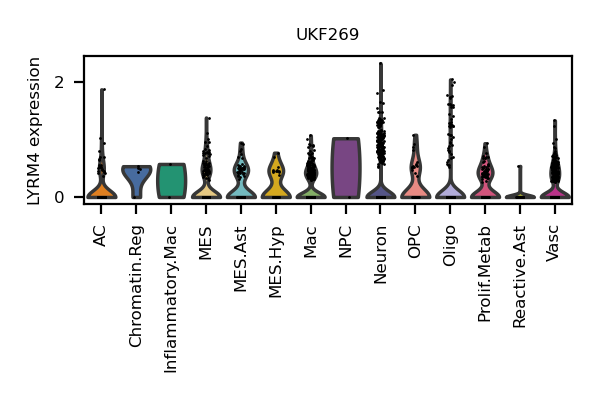 UKF269
LYRM4 expression
2
0
AC
Chromatin.Reg
Inflammatory.Mac
MES
MES.Ast
MES.Hyp
Mac
NPC
Neuron
OPC
Oligo
Prolif.Metab
Reactive.Ast
Vasc